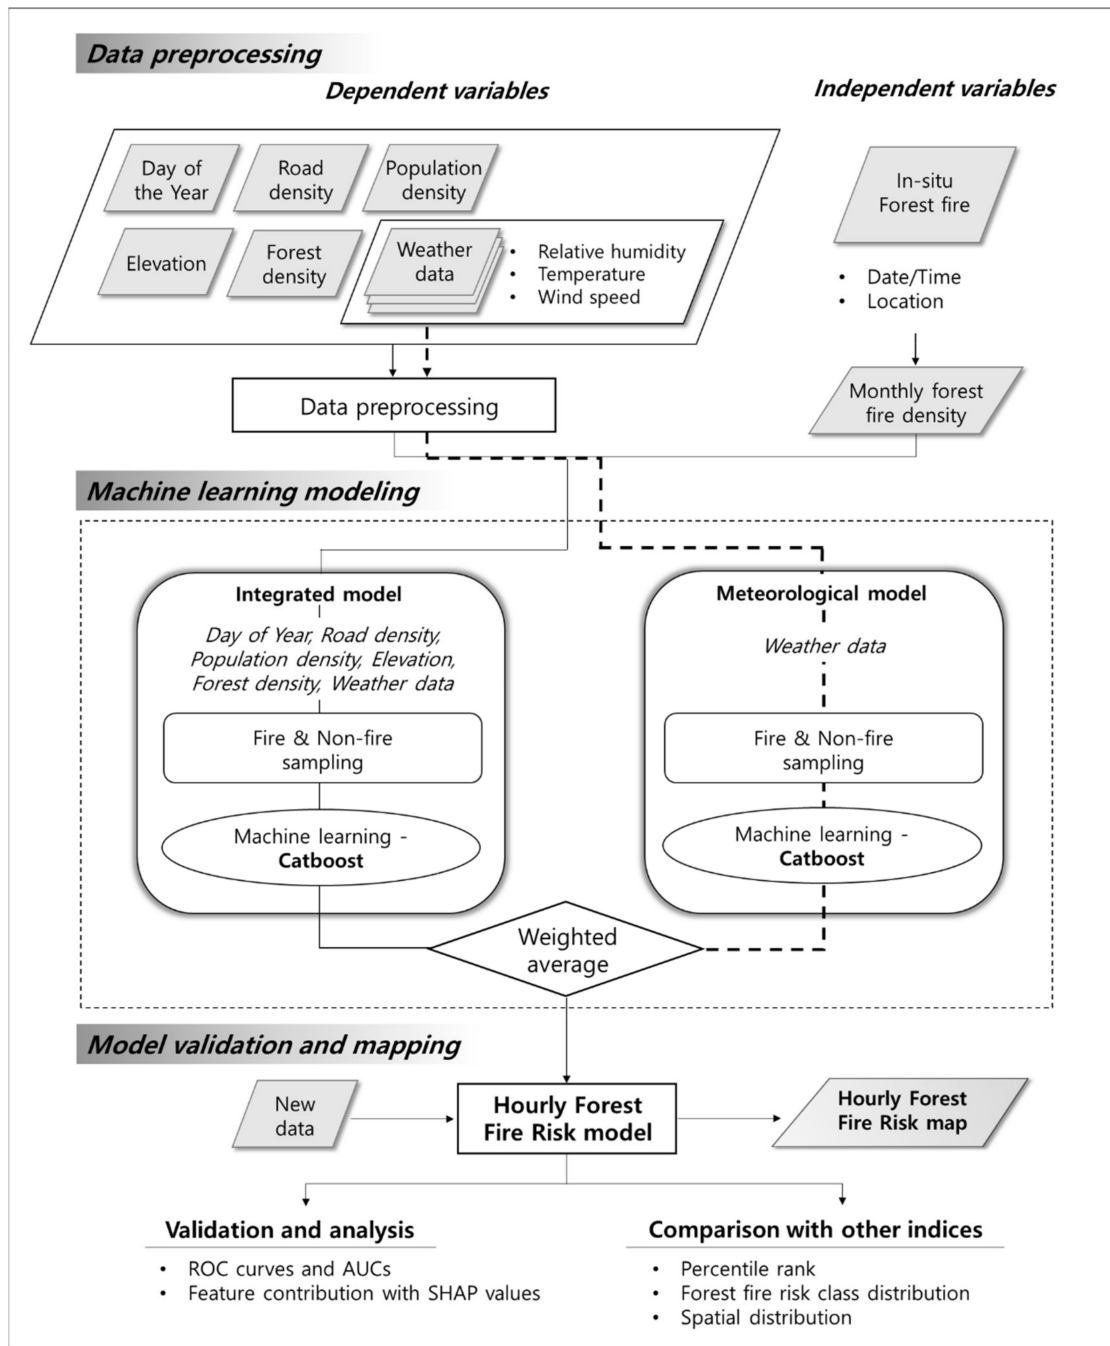 Data preprocessing
Dependent variables
Independent variables
Day of
the Year
Road
density
Population
density
In-situ
Forest fire
Elevation
Forest
density
Weather
data
• Relative humidity
• Temperature
• Wind speed
• Date/Time
• Location
Data preprocessing
Monthly forest
fire density
Machine learning modeling
Integrated model
Day of Year, Road density,
Population density, Elevation,
Forest density, Weather data
Fire & Non-fire
sampling
Machine learning -
Catboost
Meteorological model
Weather data
Fire & Non-fire
sampling
Machine learning -
Catboost
Weighted
average
Model validation and mapping
New
data
Hourly Forest
Fire Risk model
Hourly Forest
Fire Risk map
Validation and analysis
• ROC curves and AUCs
• Feature contribution with SHAP values
Comparison with other indices
• Percentile rank
• Forest fire risk class distribution
• Spatial distribution